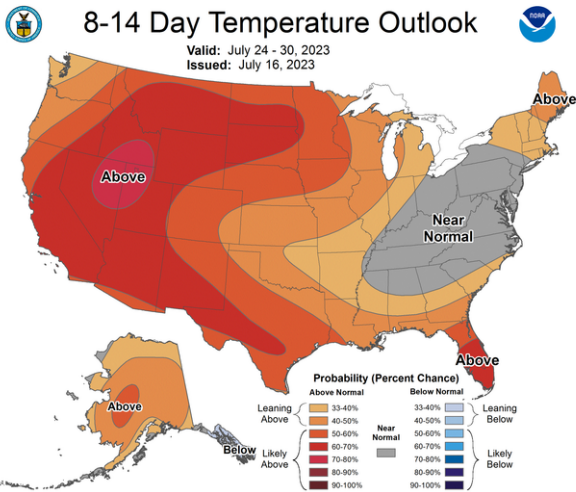 8-14 Day Temperature Outlook
Valid: July 24 - 30, 2023
Issued: July 16, 2023
NOAA
Above
Above
Near
Normal
Above
Above
Below
Probability (Percent Chance)
Above Normal
Below Normal
Leaning
Above
33-40%
40-50%
Likely
Above
50-60%
60-70%
70-80%
80-90%
90-100%
Near
Normal
33-40%
40-50%
Leaning
Below
50-60%
60-70%
70-80%
80-90%
90-100%
Likely
Below